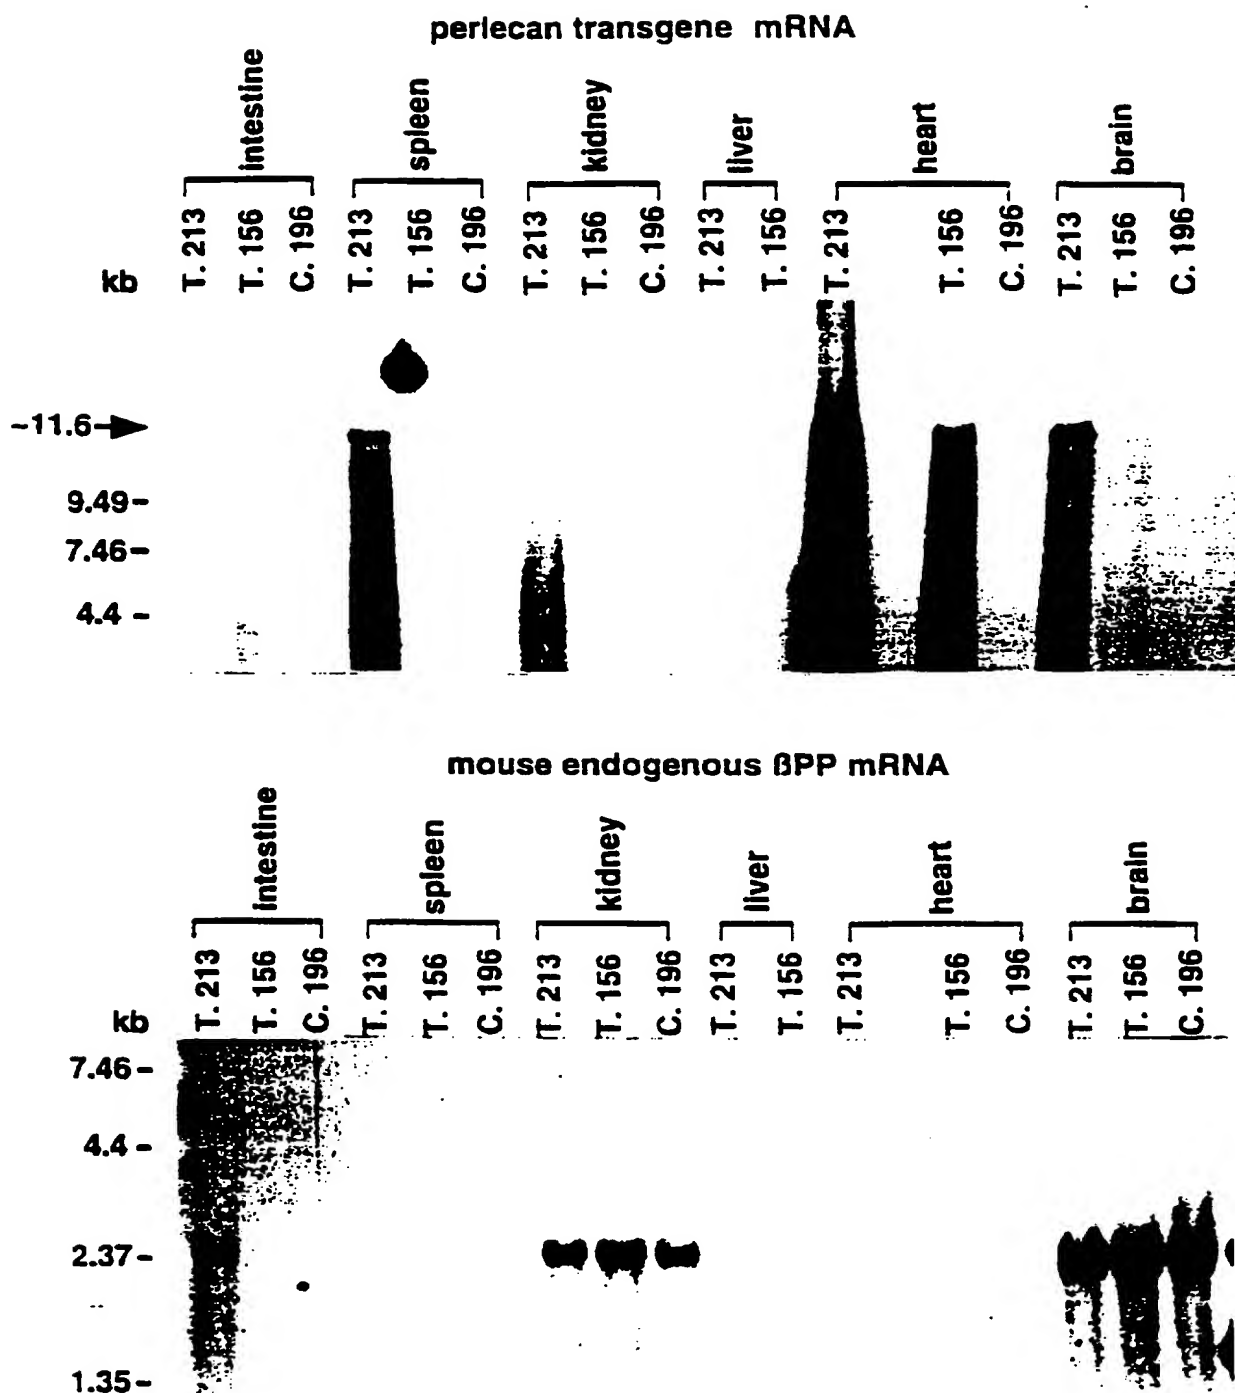 perlecan transgene mRNA
intestine spleen kidney liver heart brain
kb T. 213 T. 156 C. 196 T. 213 T. 156 C. 196 T. 213 T. 156 C. 196 T. 213 T. 156 T. 213 T. 156 C. 196 T. 213 T. 156 C. 196
~11.6
9.49-
7.46-
4.4 -
mouse endogenous ßPP mRNA
intestine spleen kidney liver heart brain
kb T. 213 T. 156 C. 196 T. 213 T. 156 C. 196 T. 213 T. 156 C. 196 T. 213 T. 156 T. 213 T. 156 C. 196 T. 213 T. 156 C. 196
7.46-
4.4 -
2.37-
1.35-